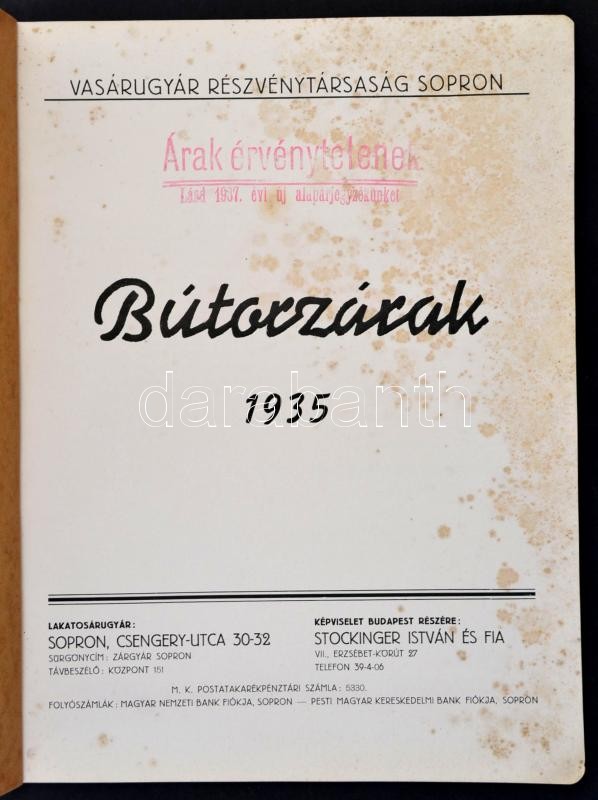 VASÁRUGYÁR RÉSZVÉNYTÁRSASÁG SOPRON
Árak érvénytelenek
Lásd 1937. évi uj alapárjegyzékünket
Bútorzárak
darabanth
1935
LAKATOSÁRUGYÁR:
SOPRON, CSENGERY-UTCA 30-32
SÜRGÖNYCÍM: ZÁRGYÁR SOPRON
TÁVBESZÉLŐ: KÖZPONT 151
KÉPVISELET BUDAPEST RÉSZÉRE:
STOCKINGER ISTVÁN ÉS FIA
VII., ERZSÉBET-KÖRÚT 27
TELEFON 39-4-06
M. K. POSTATAKARÉKPÉNZTÁRI SZÁMLA: 5330.
FOLYÓSZÁMLÁK: MAGYAR NEMZETI BANK FIÓKJA, SOPRON — PESTI MAGYAR KERESKEDELMI BANK FIÓKJA, SOPRON